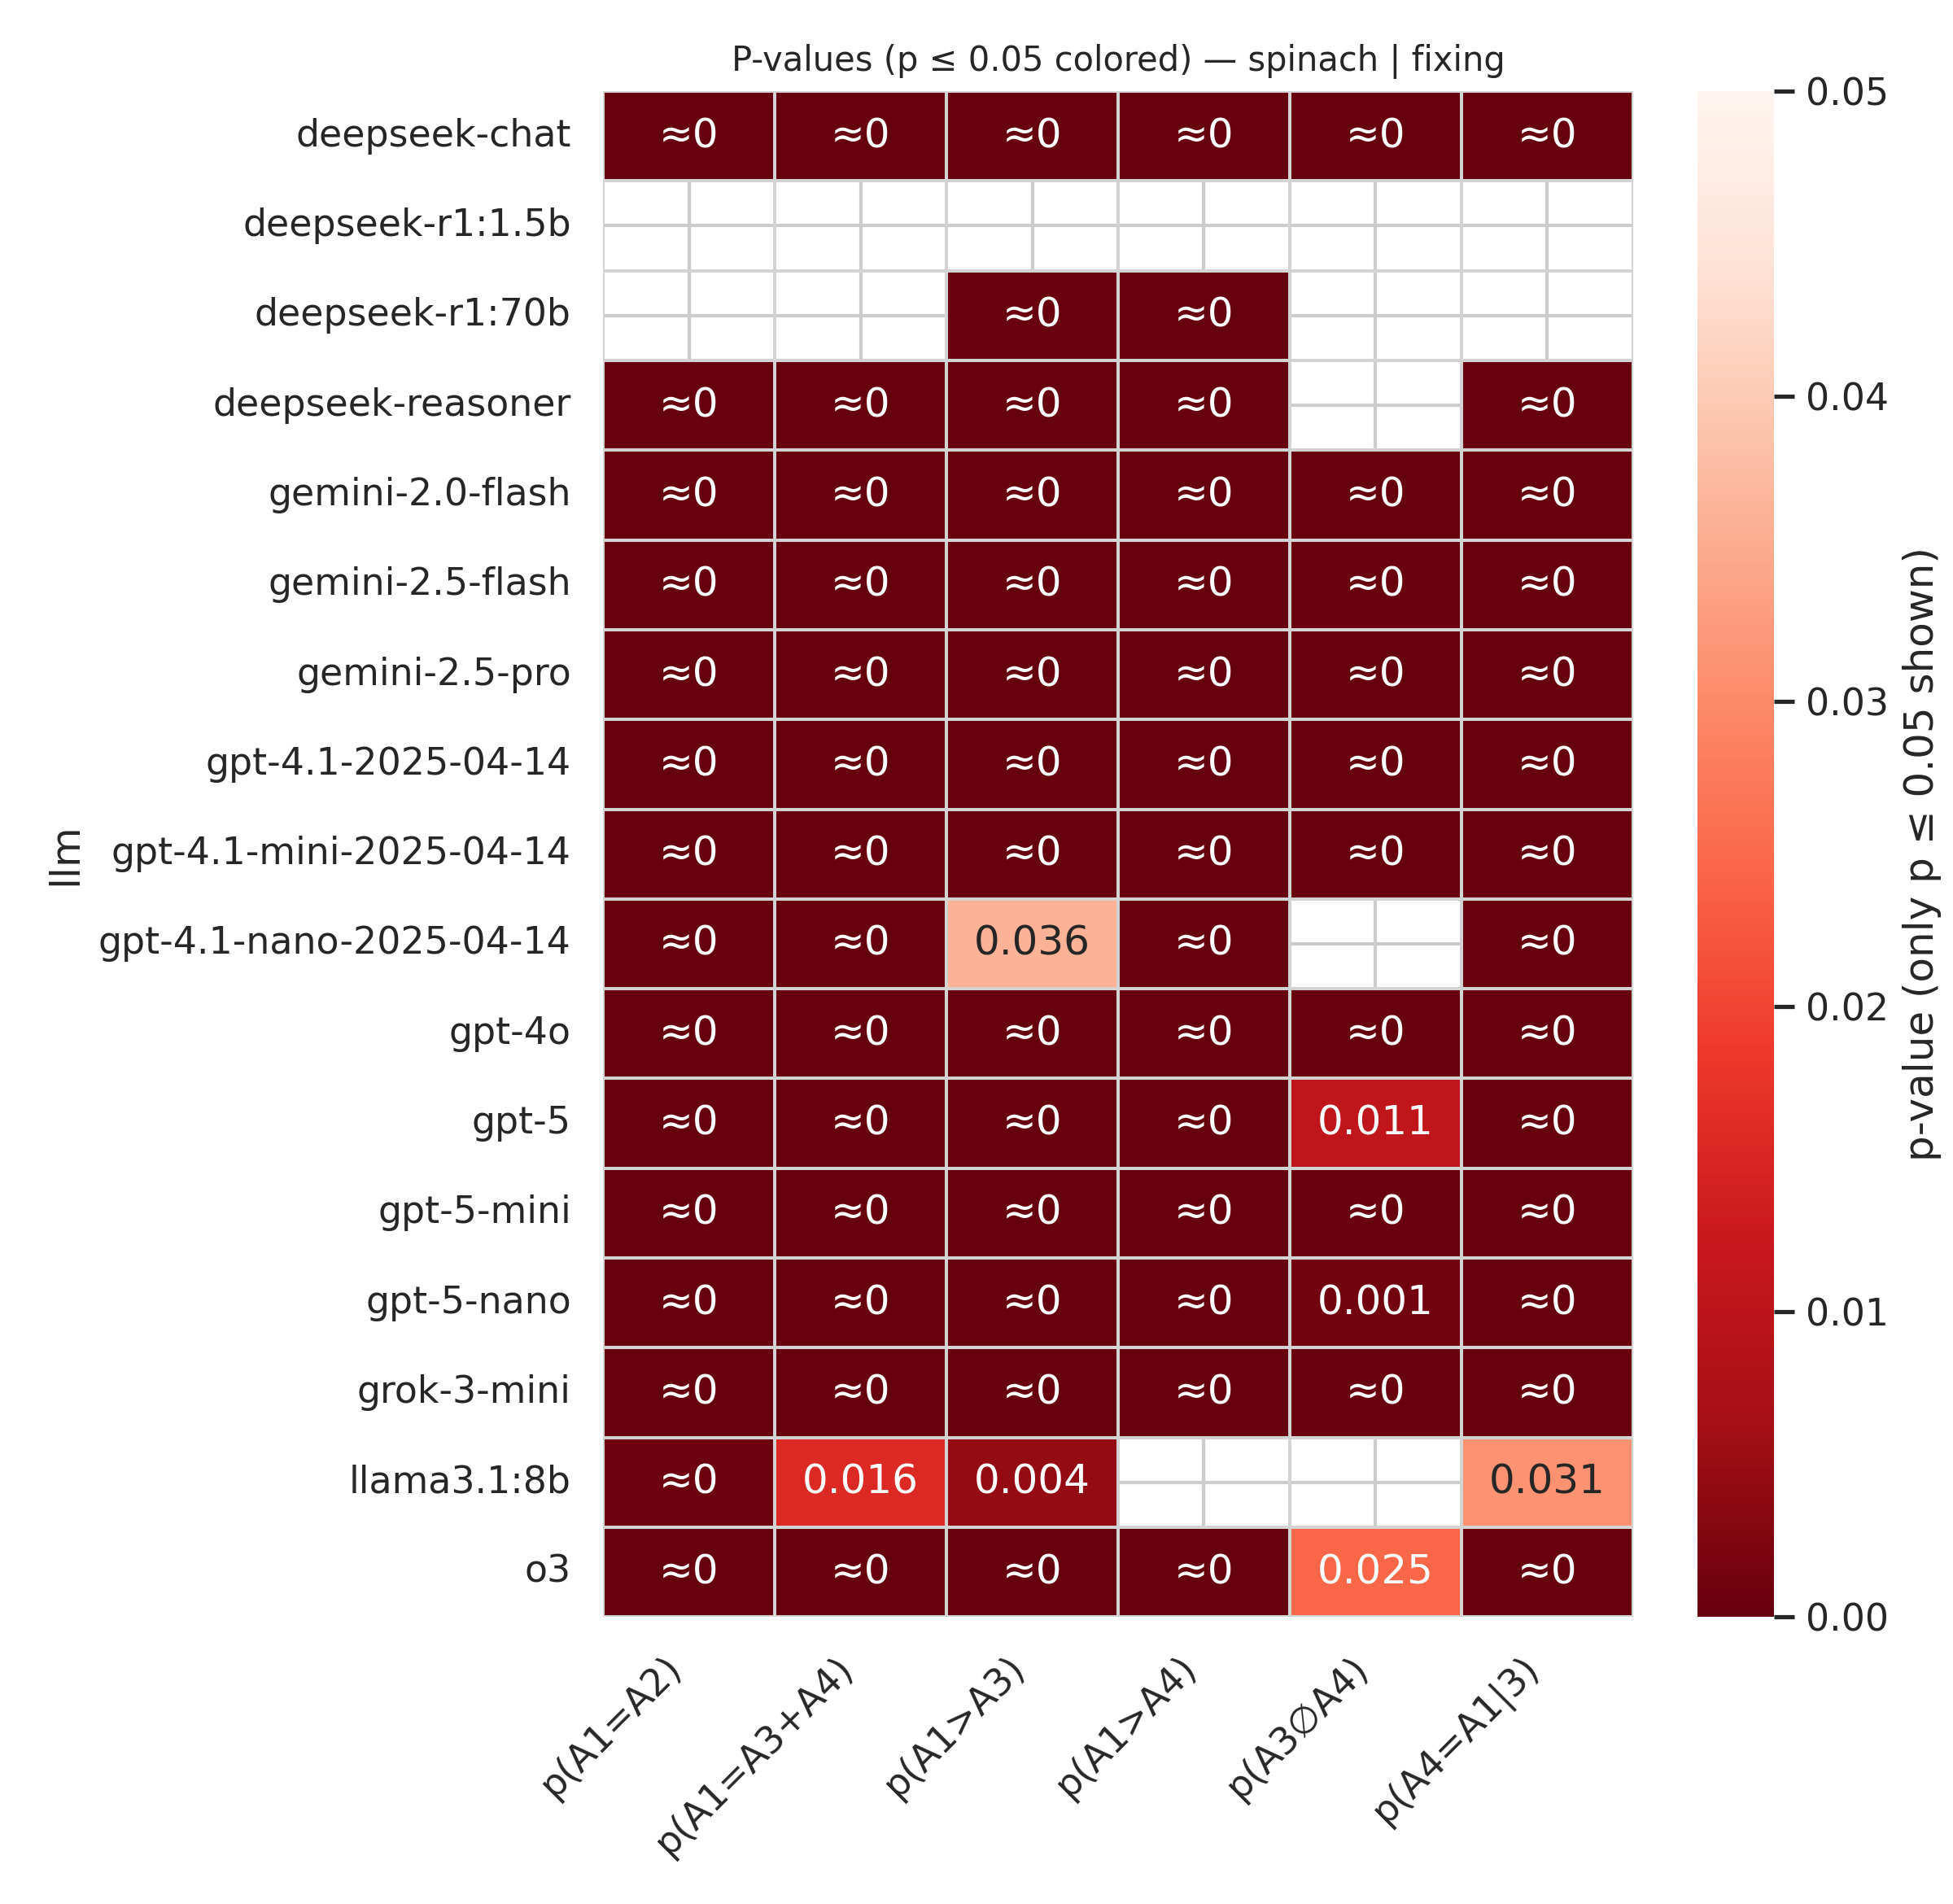 P-values (p ≤ 0.05 colored) — spinach | fixing
llm
deepseek-chat ≈0 ≈0 ≈0 ≈0 ≈0 ≈0
deepseek-r1:1.5b
deepseek-r1:70b ≈0 ≈0
deepseek-reasoner ≈0 ≈0 ≈0 ≈0 ≈0
gemini-2.0-flash ≈0 ≈0 ≈0 ≈0 ≈0 ≈0
gemini-2.5-flash ≈0 ≈0 ≈0 ≈0 ≈0 ≈0
gemini-2.5-pro ≈0 ≈0 ≈0 ≈0 ≈0 ≈0
gpt-4.1-2025-04-14 ≈0 ≈0 ≈0 ≈0 ≈0 ≈0
gpt-4.1-mini-2025-04-14 ≈0 ≈0 ≈0 ≈0 ≈0 ≈0
gpt-4.1-nano-2025-04-14 ≈0 ≈0 0.036 ≈0 ≈0
gpt-4o ≈0 ≈0 ≈0 ≈0 ≈0 ≈0
gpt-5 ≈0 ≈0 ≈0 ≈0 0.011 ≈0
gpt-5-mini ≈0 ≈0 ≈0 ≈0 ≈0 ≈0
gpt-5-nano ≈0 ≈0 ≈0 ≈0 0.001 ≈0
grok-3-mini ≈0 ≈0 ≈0 ≈0 ≈0 ≈0
llama3.1:8b ≈0 0.016 0.004 0.031
o3 ≈0 ≈0 ≈0 ≈0 0.025 ≈0
p(A1=A2) p(A1=A3+A4) p(A1>A3) p(A1>A4) p(A3∅A4) p(A4=A1|3)
0.05
0.04
0.03
0.02
0.01
0.00
p-value (only p ≤ 0.05 shown)